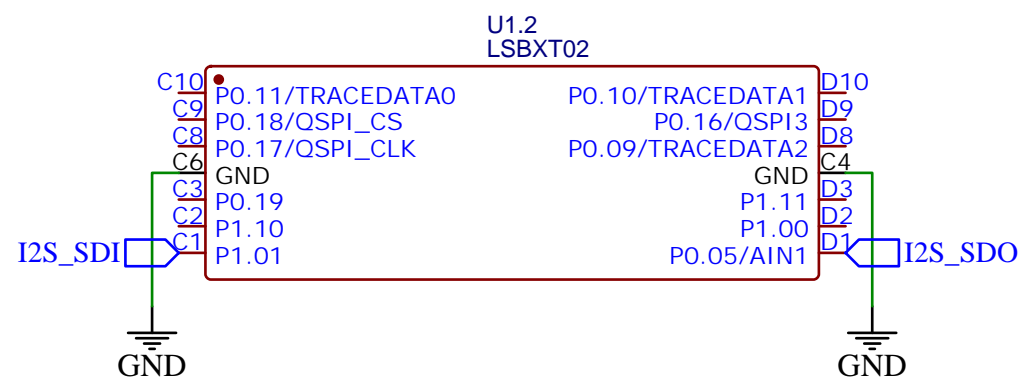 U1.2
LSBXT02
C10 P0.11/TRACEDATA0 P0.10/TRACEDATA1 D10
C9 P0.18/QSPI_CS P0.16/QSPI3 D9
C8 P0.17/QSPI_CLK P0.09/TRACEDATA2 D8
C6 GND GND C4
C3 P0.19 P1.11 D3
C2 P1.10 P1.00 D2
I2S_SDI C1 P1.01 P0.05/AIN1 D1 I2S_SDO
GND GND